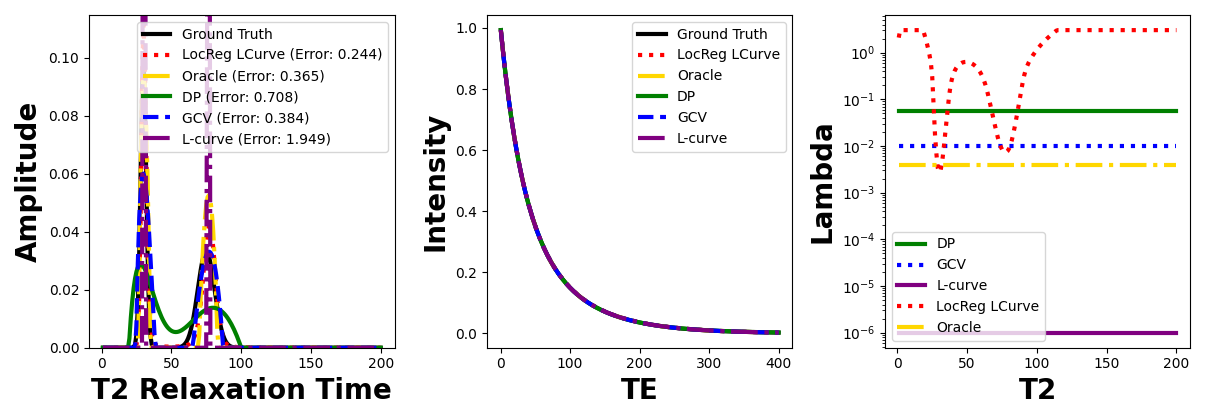 Amplitude
0.10
0.08
0.06
0.04
0.02
0.00
0
50
100
150
200
T2 Relaxation Time
Ground Truth
LocReg LCurve (Error: 0.244)
Oracle (Error: 0.365)
DP (Error: 0.708)
GCV (Error: 0.384)
L-curve (Error: 1.949)
Intensity
1.0
0.8
0.6
0.4
0.2
0.0
0
100
200
300
400
TE
Ground Truth
LocReg LCurve
Oracle
DP
GCV
L-curve
Lambda
10^0
10^-1
10^-2
10^-3
10^-4
10^-5
10^-6
0
50
100
150
200
T2
DP
GCV
L-curve
LocReg LCurve
Oracle